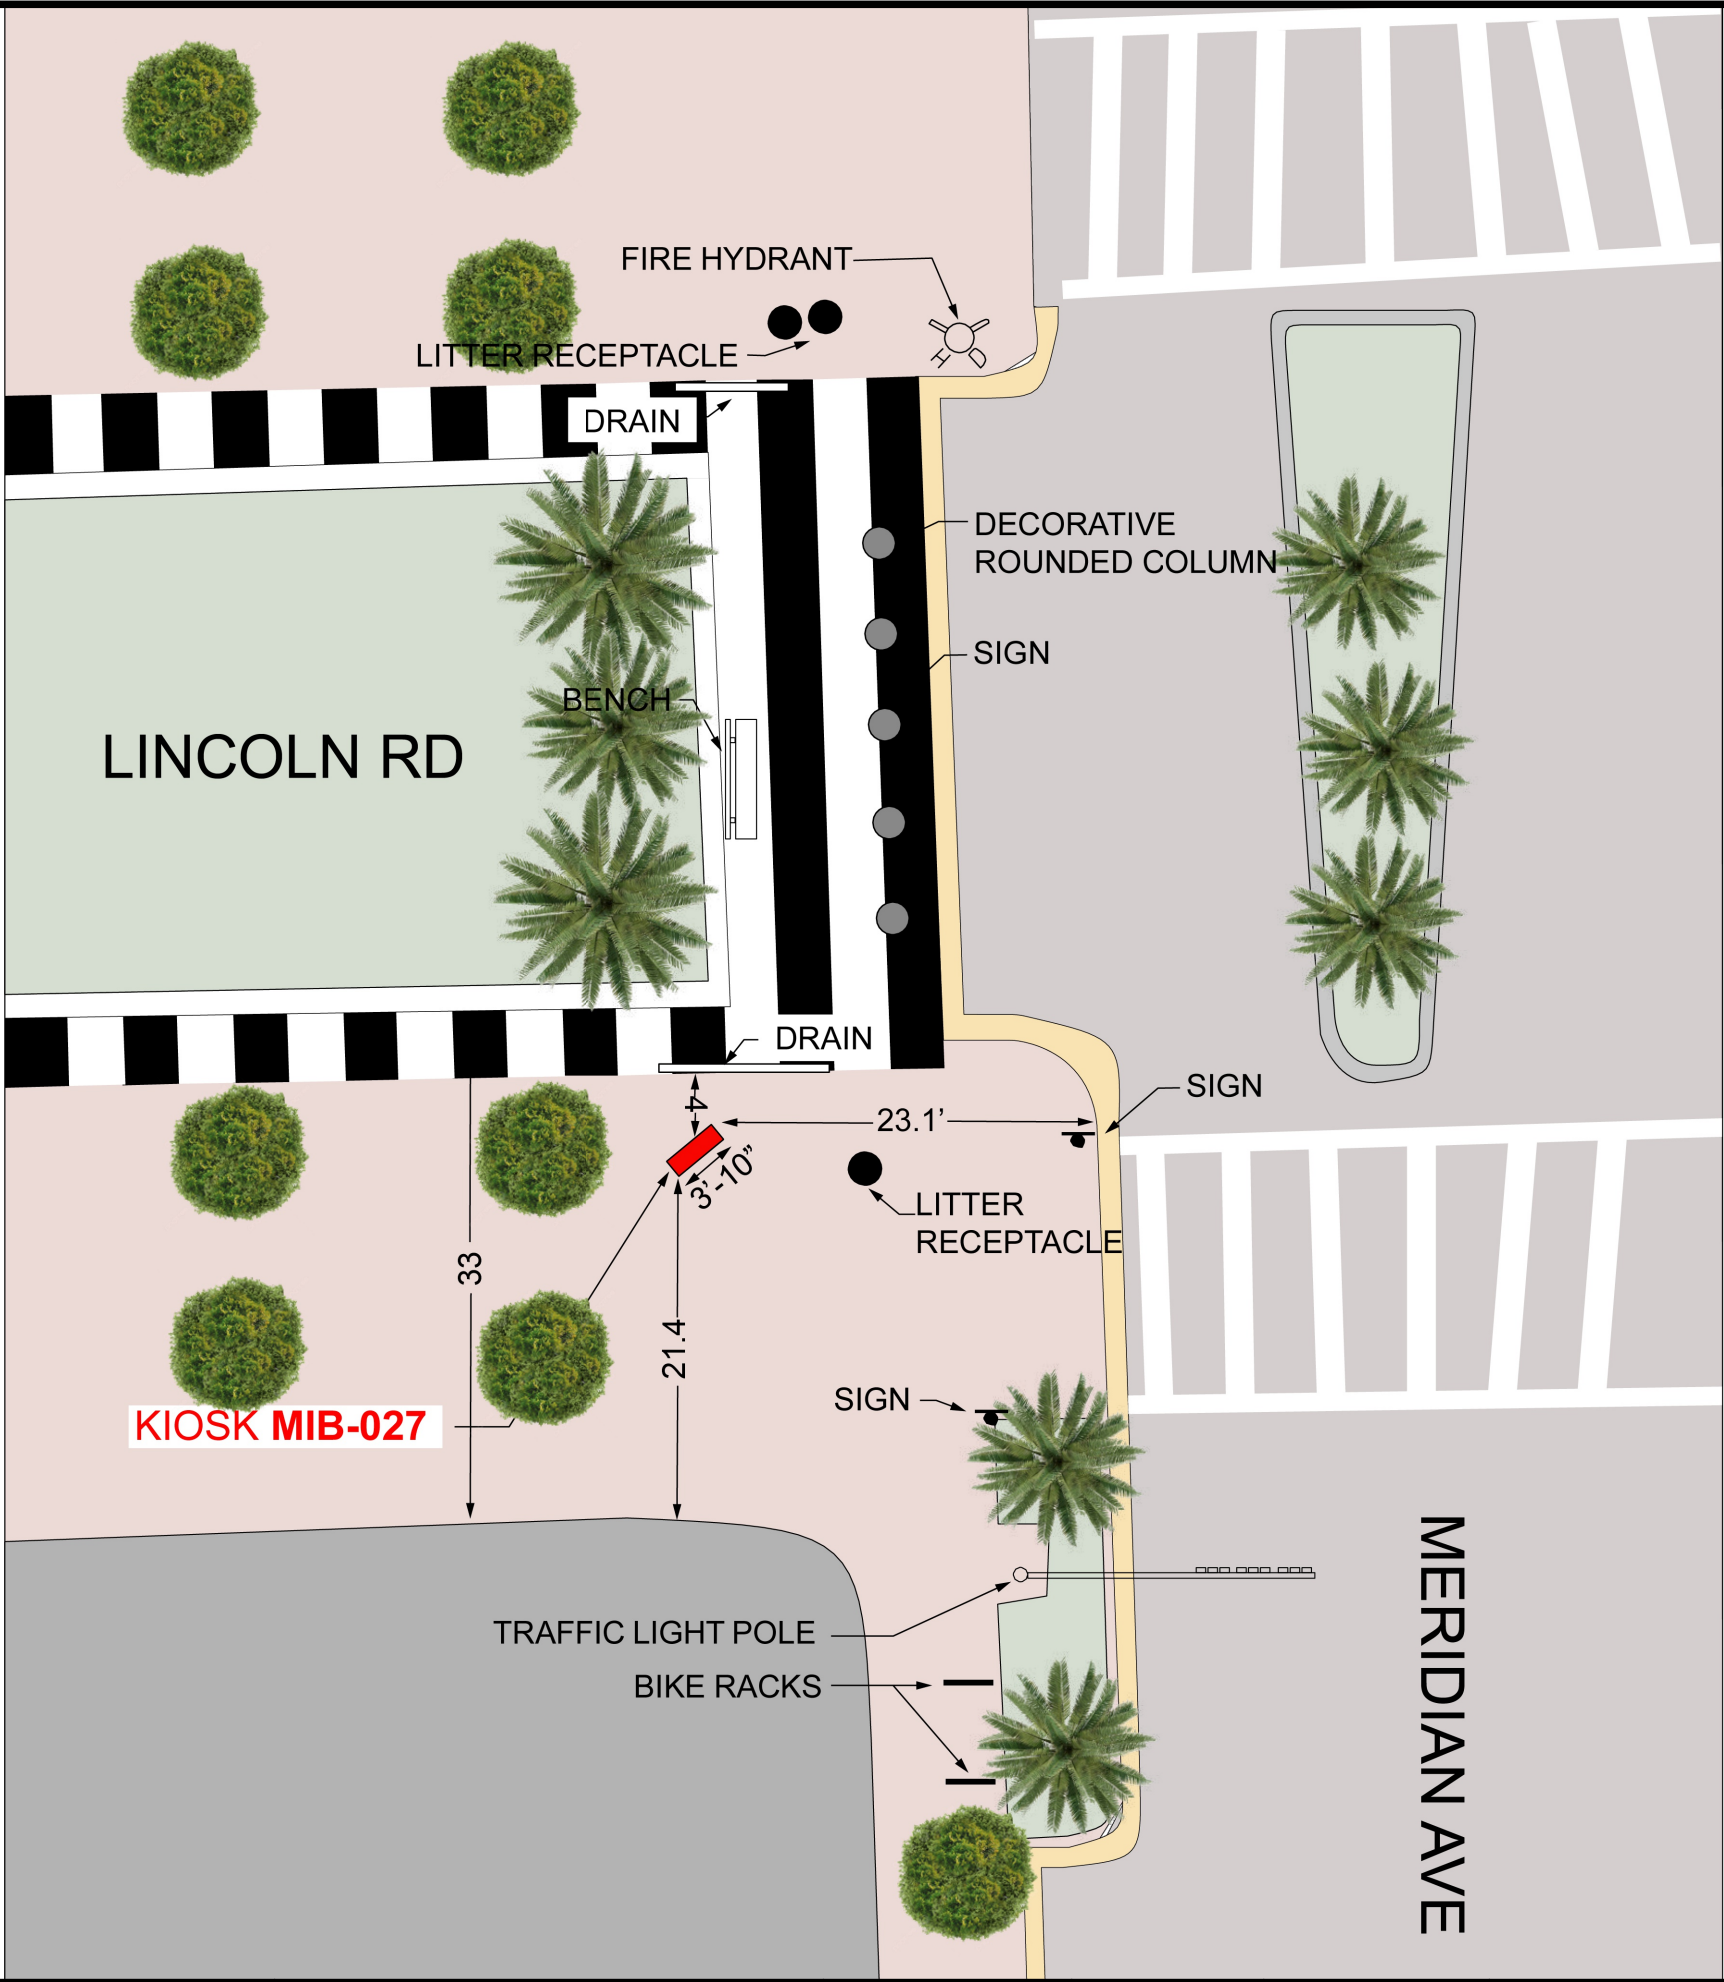 FIRE HYDRANT
HD
LITTER RECEPTACLE
DRAIN
DECORATIVE
ROUNDED COLUMN
SIGN
BENCH
LINCOLN RD
DRAIN
SIGN
4
23.1’
3’-10”
LITTER
RECEPTACLE
33
21.4
SIGN
KIOSK MIB-027
TRAFFIC LIGHT POLE
BIKE RACKS
MERIDIAN AVE